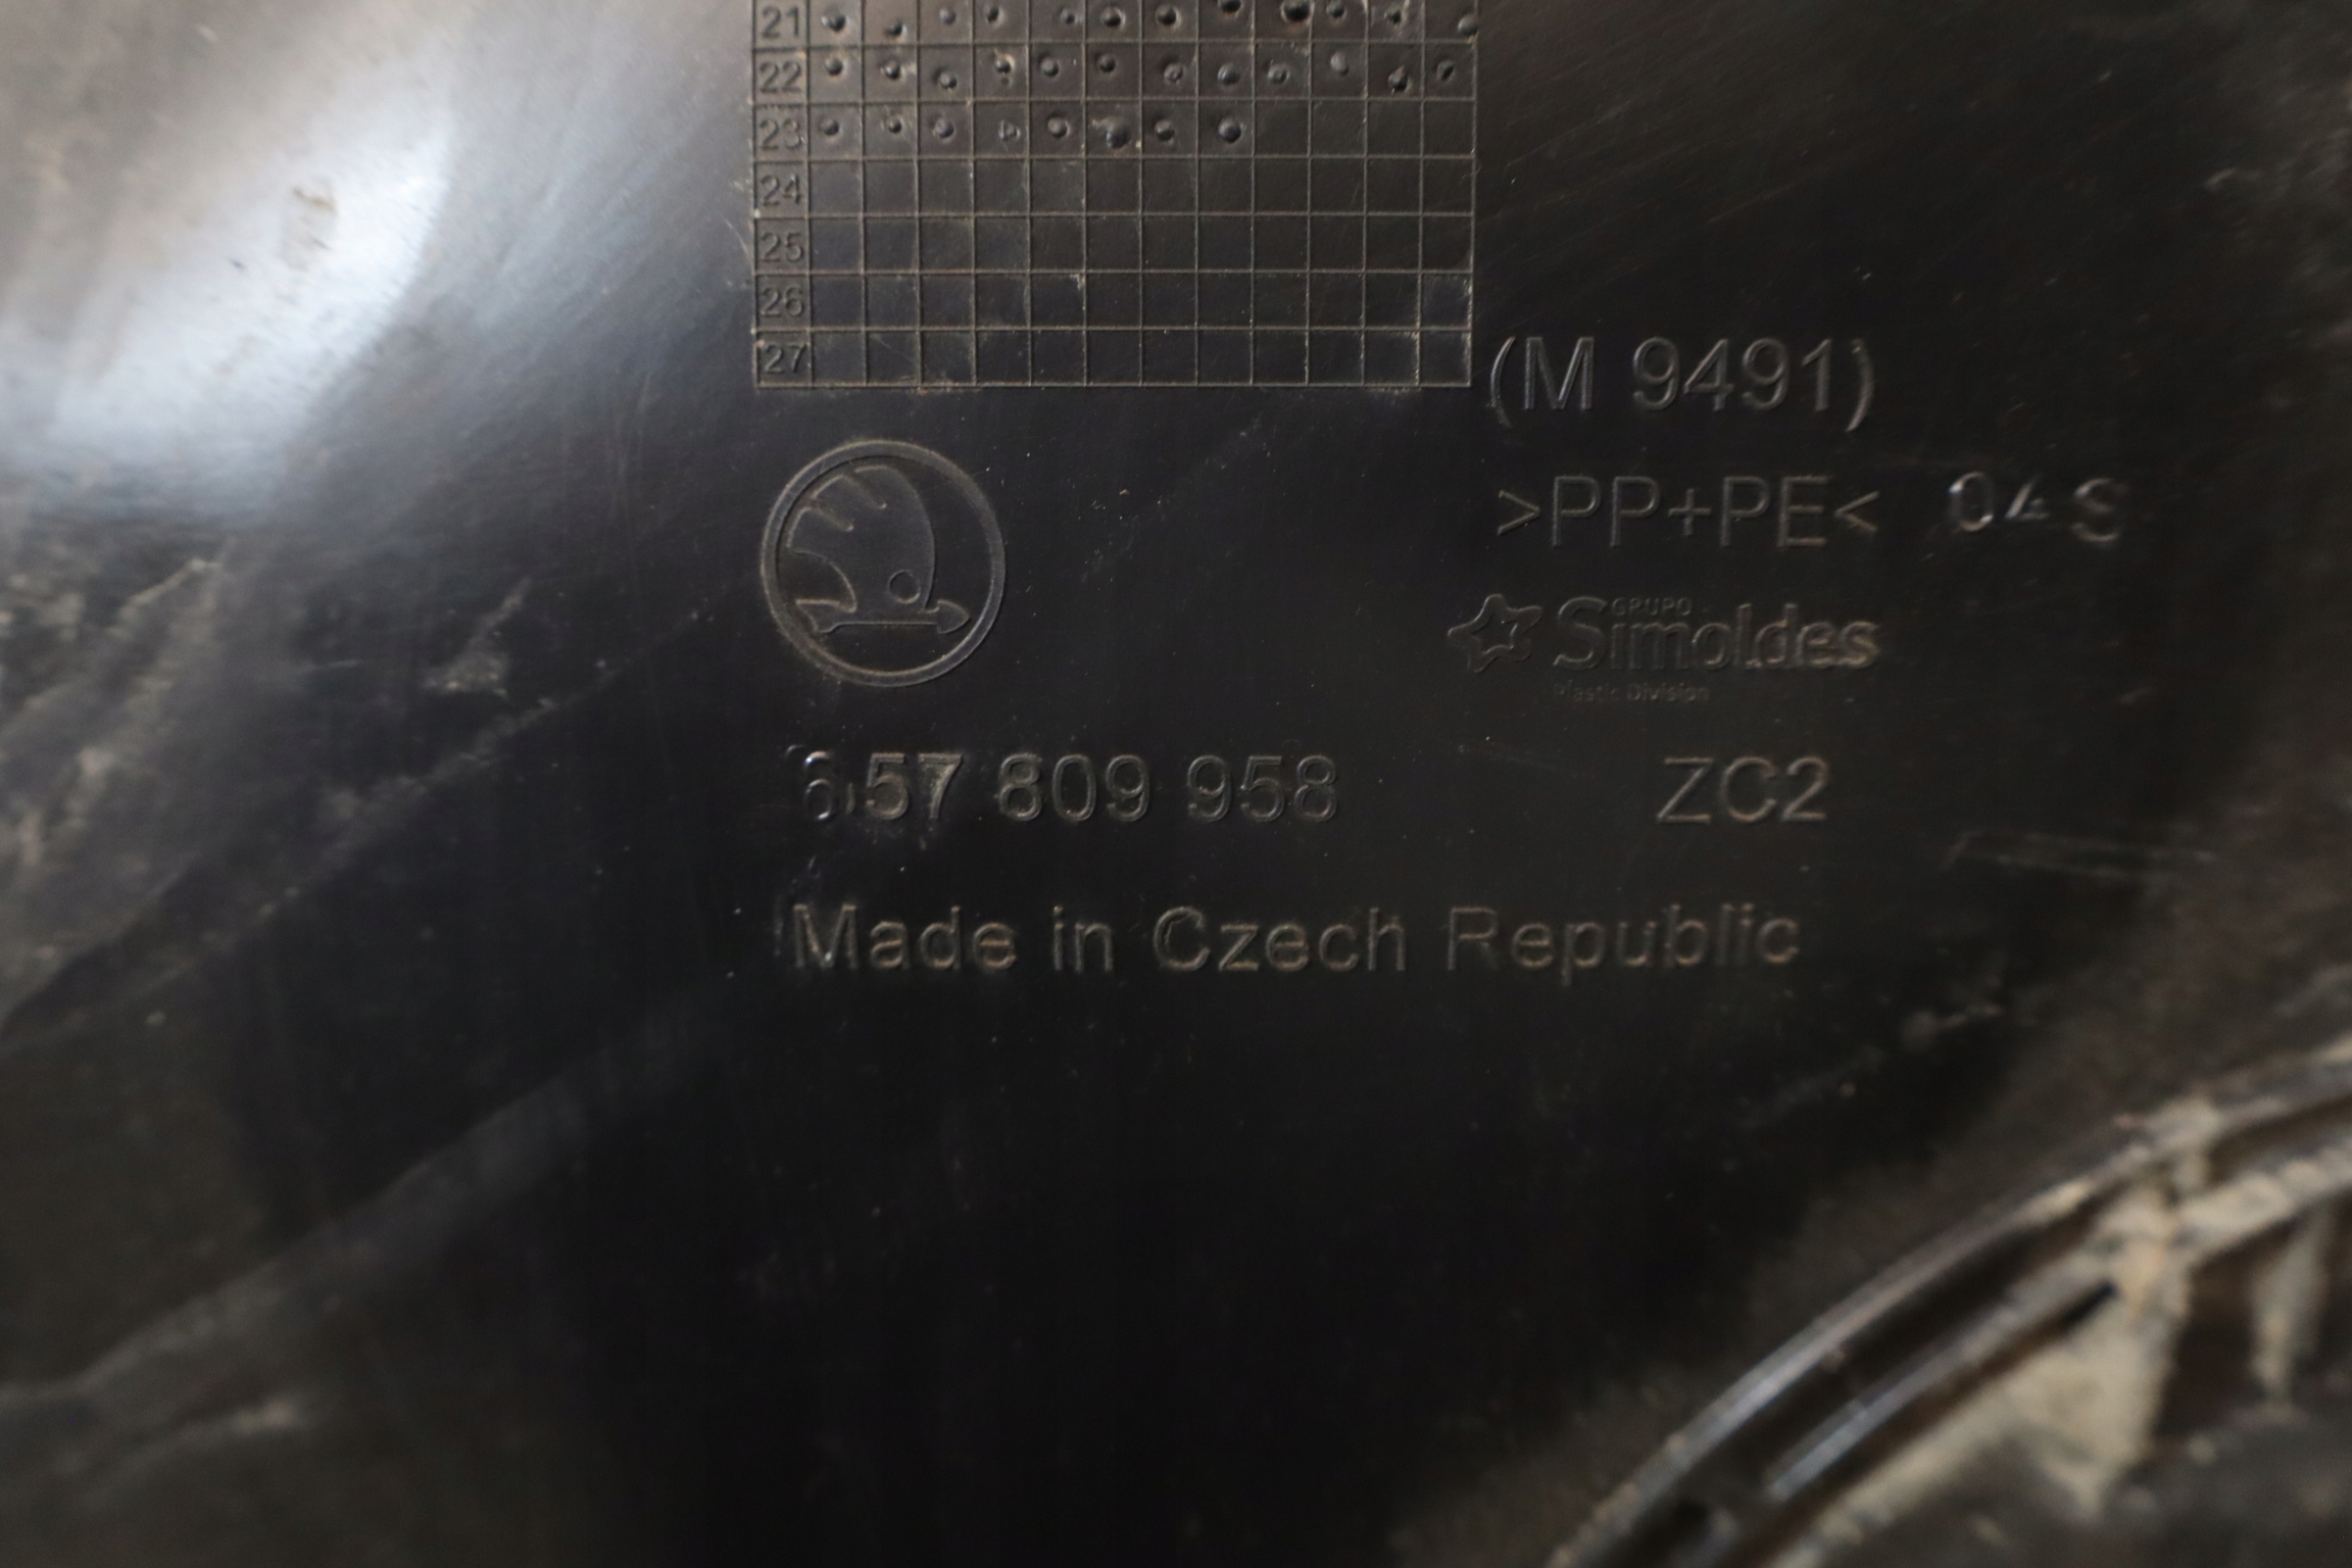 21
22
23
24
25
26
27
(M 9491)
>PP+PE< 04 S
GRUPO
Simoldes
Plastic Division
657 809 958 ZC2
Made in Czech Republic